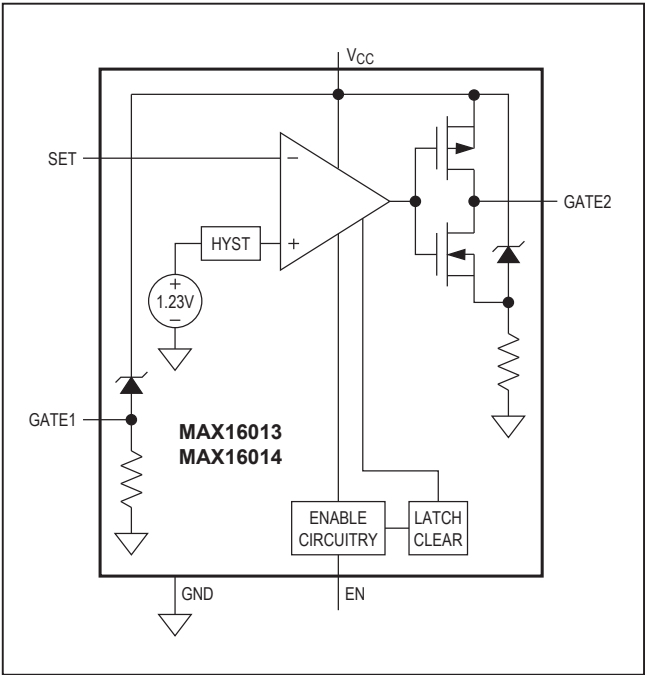 VCC
SET
−
GATE2
HYST
+
+
1.23V
−
GATE1
MAX16013
MAX16014
ENABLE
CIRCUITRY
LATCH
CLEAR
GND
EN